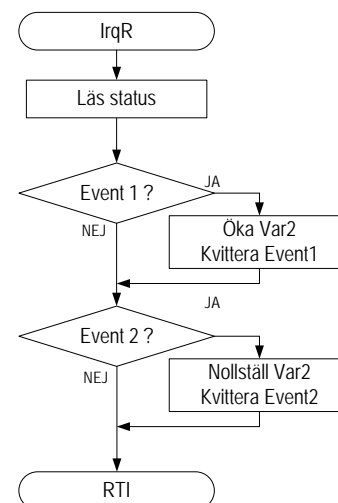 IrqR
Läs status
Event 1 ?
JA
NEJ
Öka Var2
Kvittera Event1
JA
Event 2 ?
NEJ
Nollställ Var2
Kvittera Event2
RTI